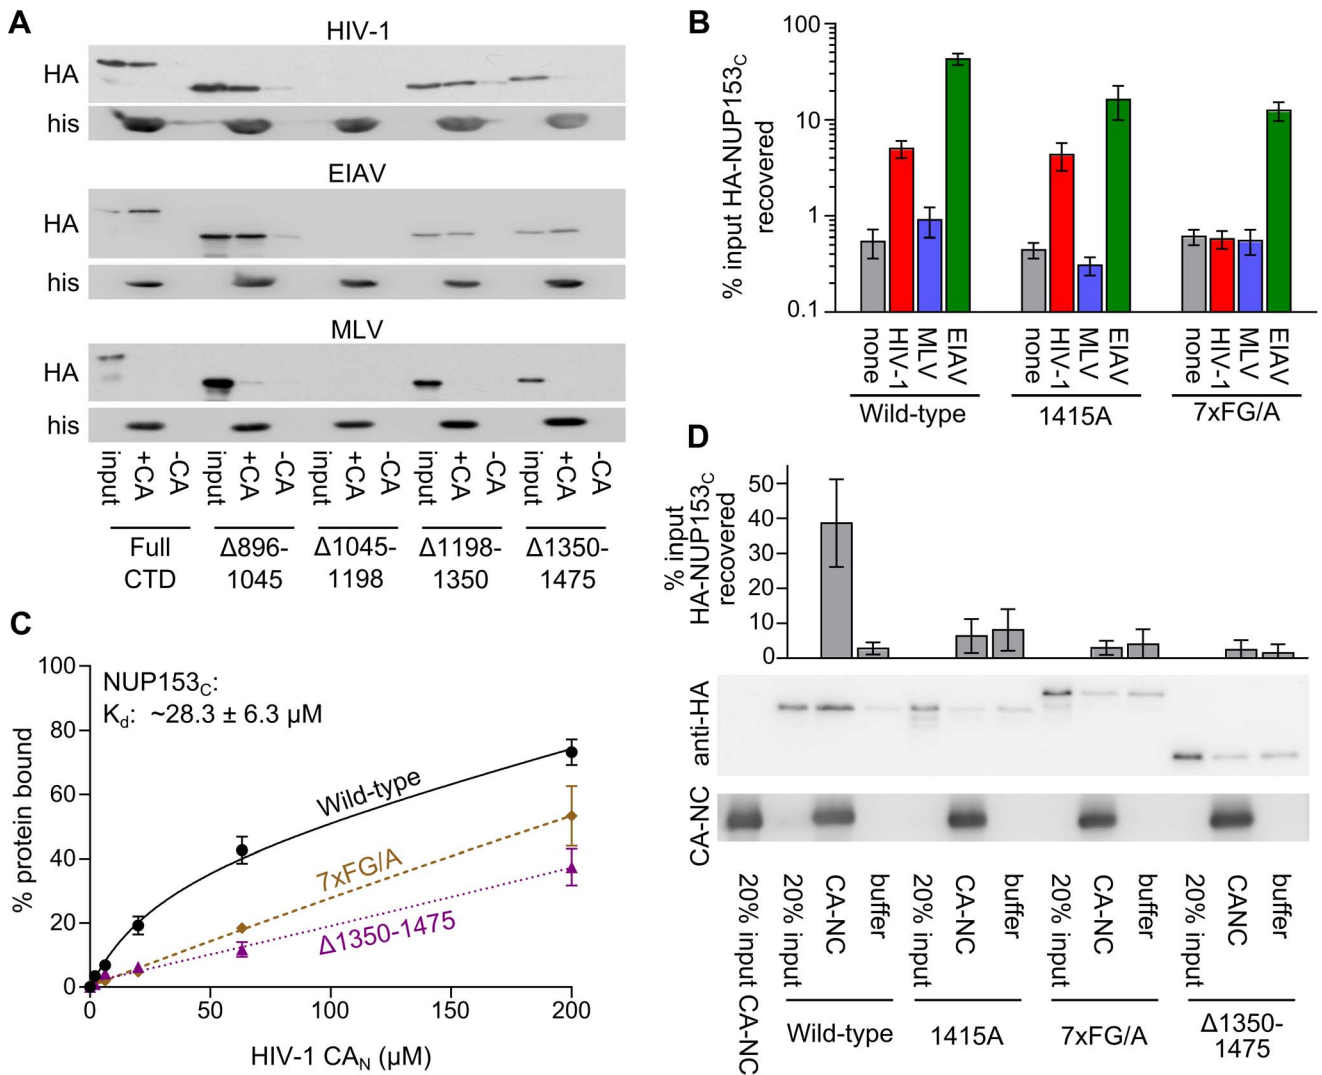 A
HIV-1
HA
his
EIAV
HA
his
MLV
HA
his
input +CA -CA input +CA -CA input +CA -CA input +CA -CA input +CA -CA
Full CTD
Δ896-1045
Δ1045-1198
Δ1198-1350
Δ1350-1475
B
% input HA-NUP153C
recovered
100
10
1
0.1
none HIV-1 MLV EIAV none HIV-1 MLV EIAV none HIV-1 MLV EIAV
Wild-type 1415A 7xFG/A
C
NUP153C:
Kd: ~28.3 ± 6.3 µM
% protein bound
100
80
60
40
20
0
Wild-type
7xFG/A
Δ1350-1475
0 50 100 150 200
HIV-1 CAN (µM)
D
% input
HA-NUP153C
recovered
50
40
30
20
10
0
anti-HA
CA-NC
20% input CA-NC
20% input CA-NC buffer 20% input CA-NC buffer 20% input CA-NC buffer 20% input CANC buffer
Wild-type 1415A 7xFG/A Δ1350-
1475